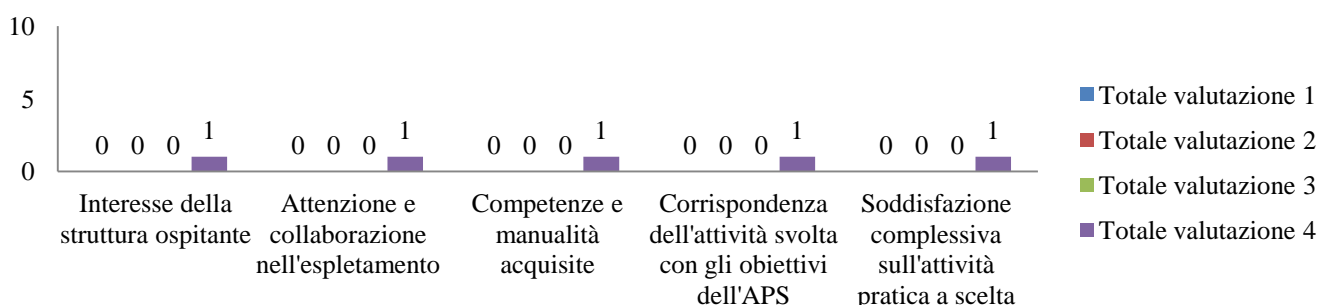 10
5
0
0 0 0 1
0 0 0 1
0 0 0 1
0 0 0 1
0 0 0 1
Interesse della
struttura ospitante
Attenzione e
collaborazione
nell'espletamento
Competenze e
manualità
acquisite
Corrispondenza
dell'attività svolta
con gli obiettivi
dell'APS
Soddisfazione
complessiva
sull'attività
pratica a scelta
Totale valutazione 1
Totale valutazione 2
Totale valutazione 3
Totale valutazione 4